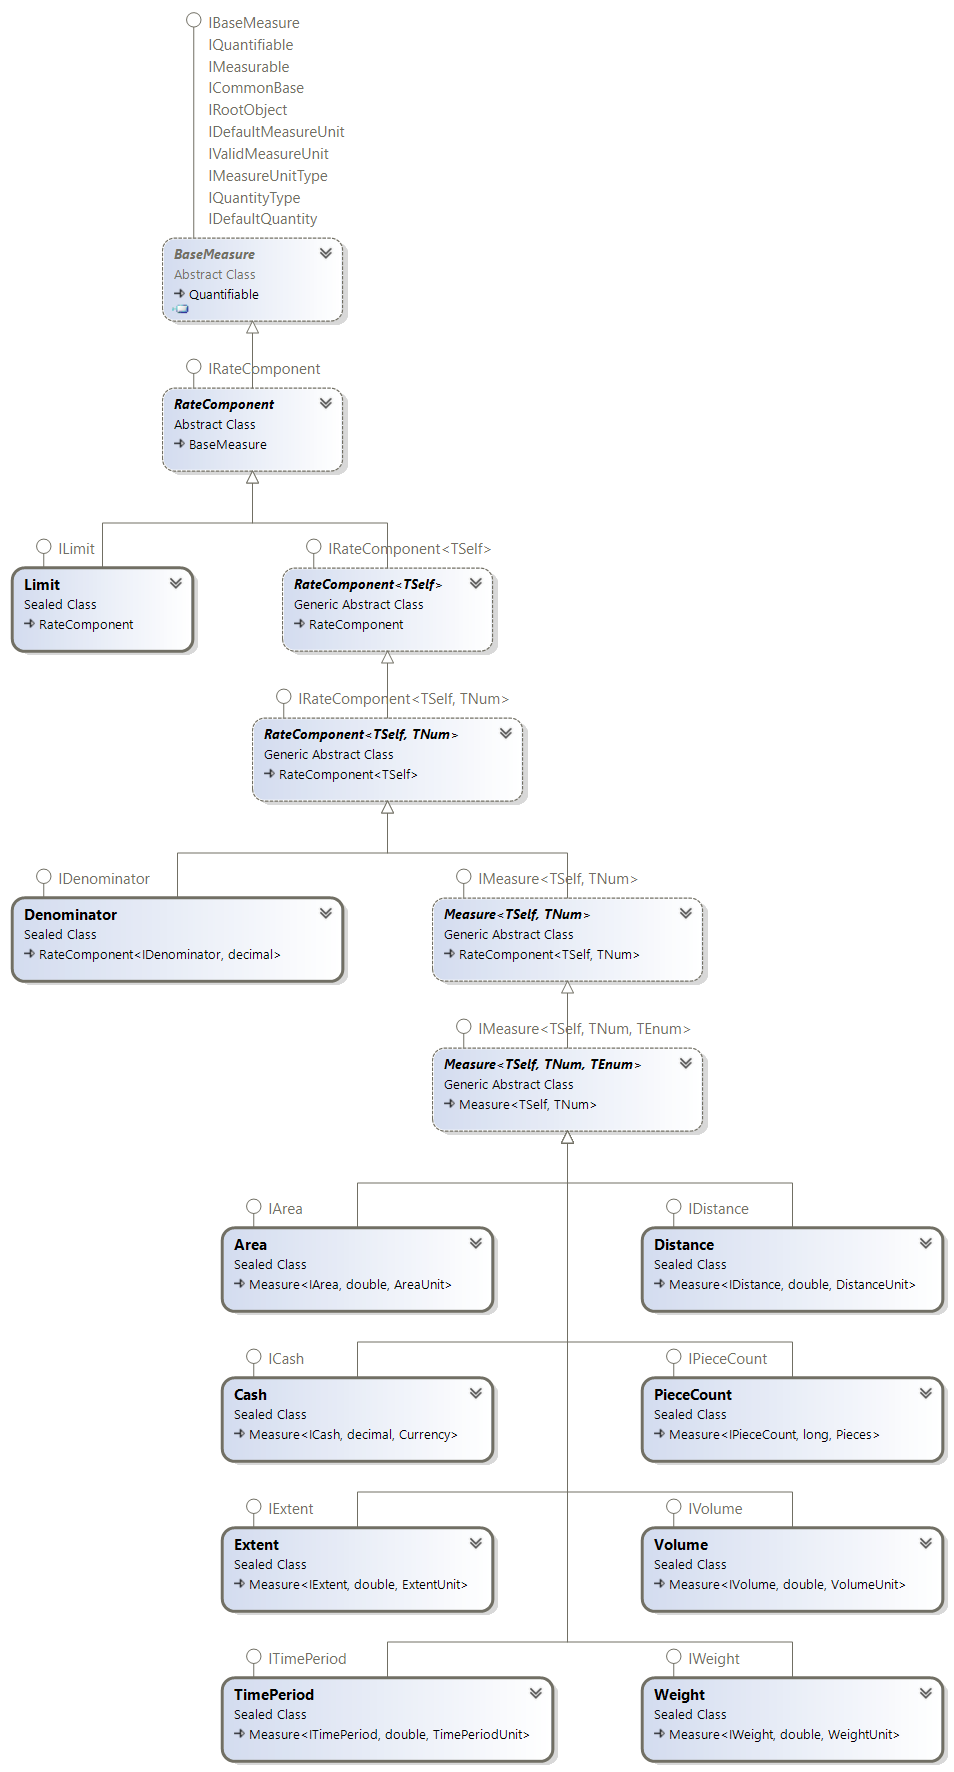 IBaseMeasure
IQuantifiable
IMeasurable
ICommonBase
IRootObject
IDefaultMeasureUnit
IValidMeasureUnit
IMeasureUnitType
IQuantityType
IDefaultQuantity
BaseMeasure
Abstract Class
Quantifiable
IRateComponent
RateComponent
Abstract Class
BaseMeasure
ILimit
Limit
Sealed Class
RateComponent
IRateComponent<TSelf>
RateComponent<TSelf>
Generic Abstract Class
RateComponent
IRateComponent<TSelf, TNum>
RateComponent<TSelf, TNum>
Generic Abstract Class
RateComponent<TSelf>
IDenominator
Denominator
Sealed Class
RateComponent<IDenominator, decimal>
IMeasure<TSelf, TNum>
Measure<TSelf, TNum>
Generic Abstract Class
RateComponent<TSelf, TNum>
IMeasure<TSelf, TNum, TEnum>
Measure<TSelf, TNum, TEnum>
Generic Abstract Class
Measure<TSelf, TNum>
IArea
Area
Sealed Class
Measure<IArea, double, AreaUnit>
IDistance
Distance
Sealed Class
Measure<IDistance, double, DistanceUnit>
ICash
Cash
Sealed Class
Measure<ICash, decimal, Currency>
IPieceCount
PieceCount
Sealed Class
Measure<IPieceCount, long, Pieces>
IExtent
Extent
Sealed Class
Measure<IExtent, double, ExtentUnit>
IVolume
Volume
Sealed Class
Measure<IVolume, double, VolumeUnit>
ITimePeriod
TimePeriod
Sealed Class
Measure<ITimePeriod, double, TimePeriodUnit>
IWeight
Weight
Sealed Class
Measure<IWeight, double, WeightUnit>